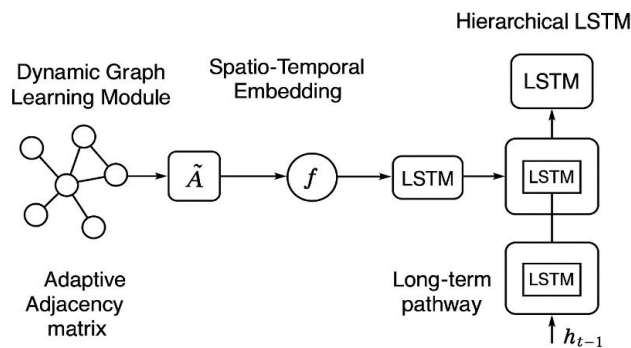 Hierarchical LSTM
Dynamic Graph
Learning Module
Spatio-Temporal
Embedding
LSTM
Ã
f
LSTM
LSTM
Adaptive
Adjacency
matrix
Long-term
pathway
LSTM
h_{t-1}